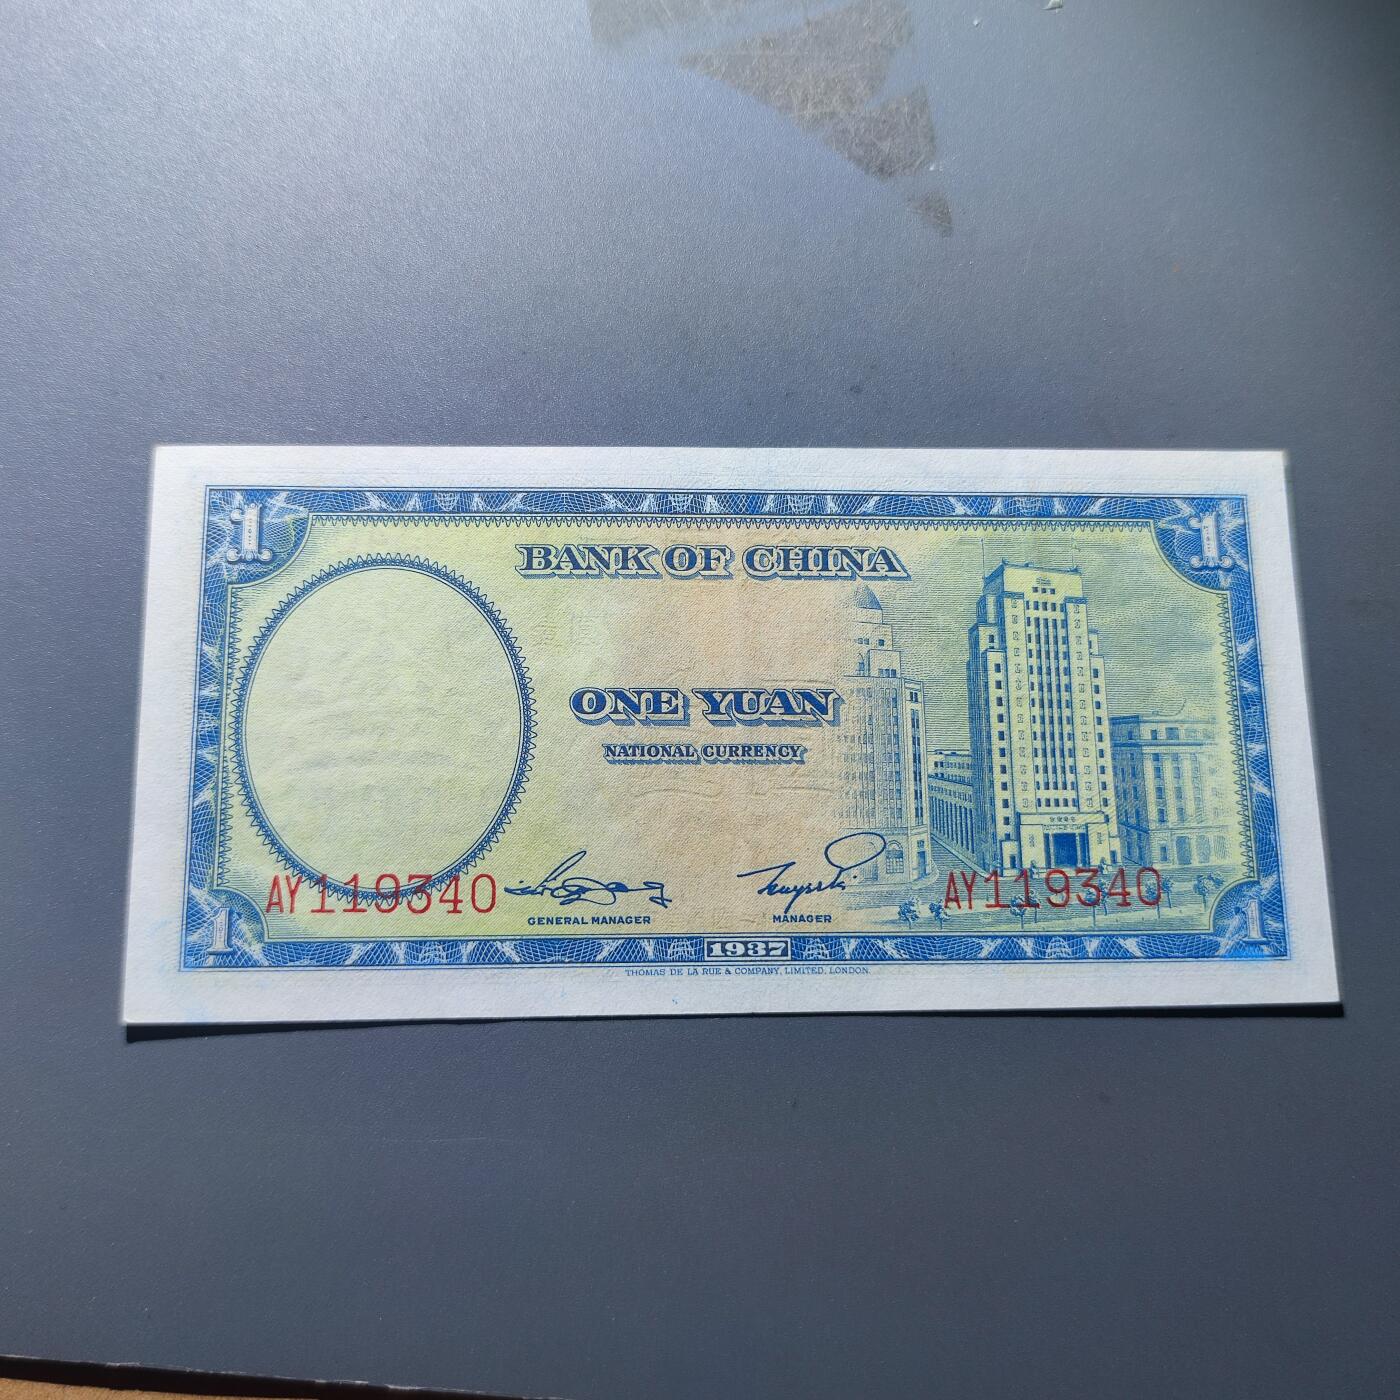 1
1
BANK OF CHINA
ONE YUAN
NATIONAL CURRENCY
AY119340
AY119340
GENERAL MANAGER
MANAGER
1
1
1937
THOMAS DE LA RUE & COMPANY, LIMITED, LONDON.